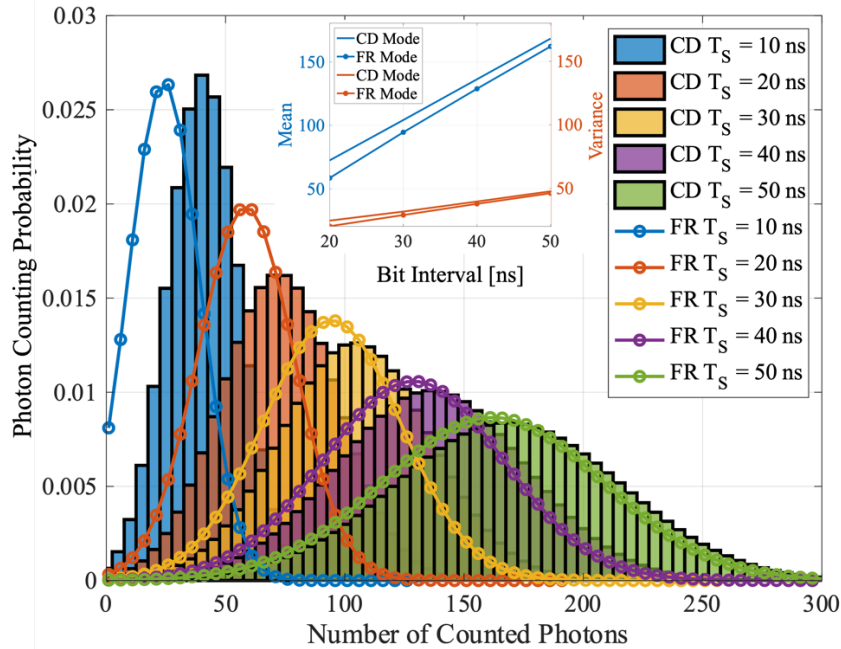 0.03
0.025
0.02
0.015
0.01
0.005
0
Photon Counting Probability
0
50
100
150
200
250
300
Number of Counted Photons
CD Mode
FR Mode
CD Mode
FR Mode
150
100
50
Mean
150
100
50
Variance
20
30
40
50
Bit Interval [ns]
CD T_S = 10 ns
CD T_S = 20 ns
CD T_S = 30 ns
CD T_S = 40 ns
CD T_S = 50 ns
FR T_S = 10 ns
FR T_S = 20 ns
FR T_S = 30 ns
FR T_S = 40 ns
FR T_S = 50 ns